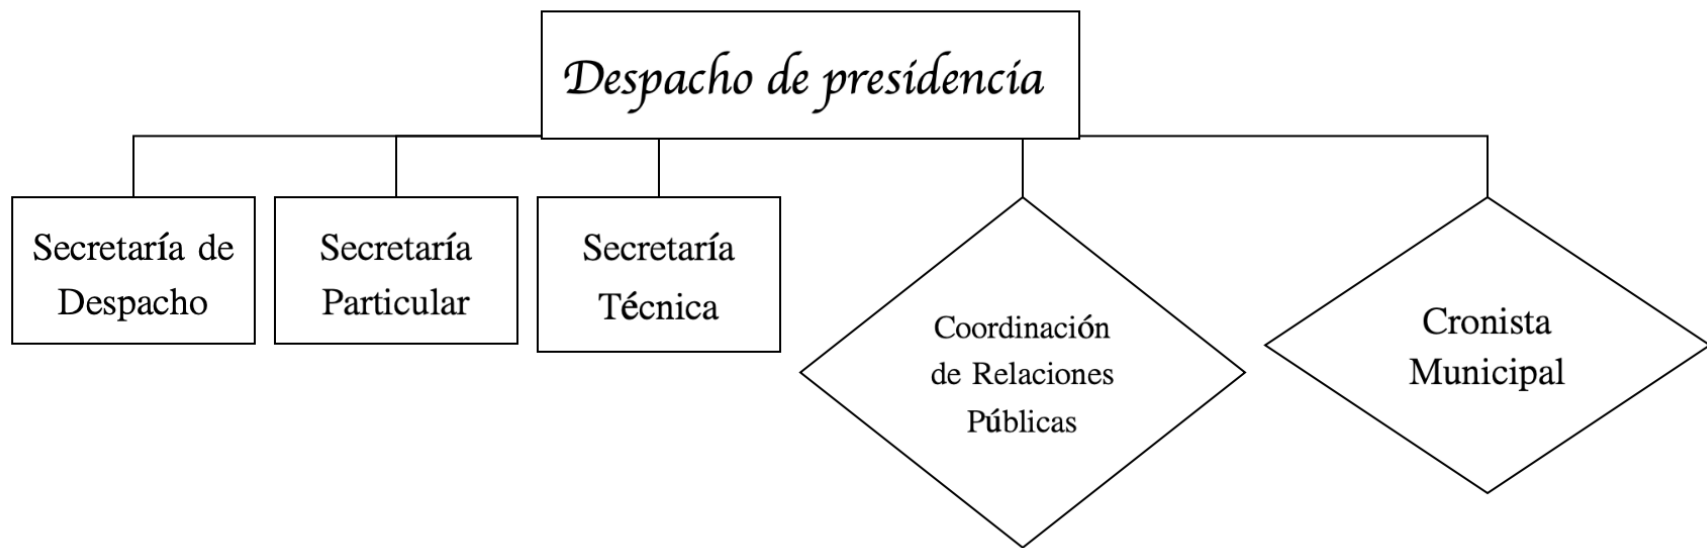 Despacho de presidencia
Secretaría de
Despacho
Secretaría
Particular
Secretaría
Técnica
Coordinación
de Relaciones
Públicas
Cronista
Municipal